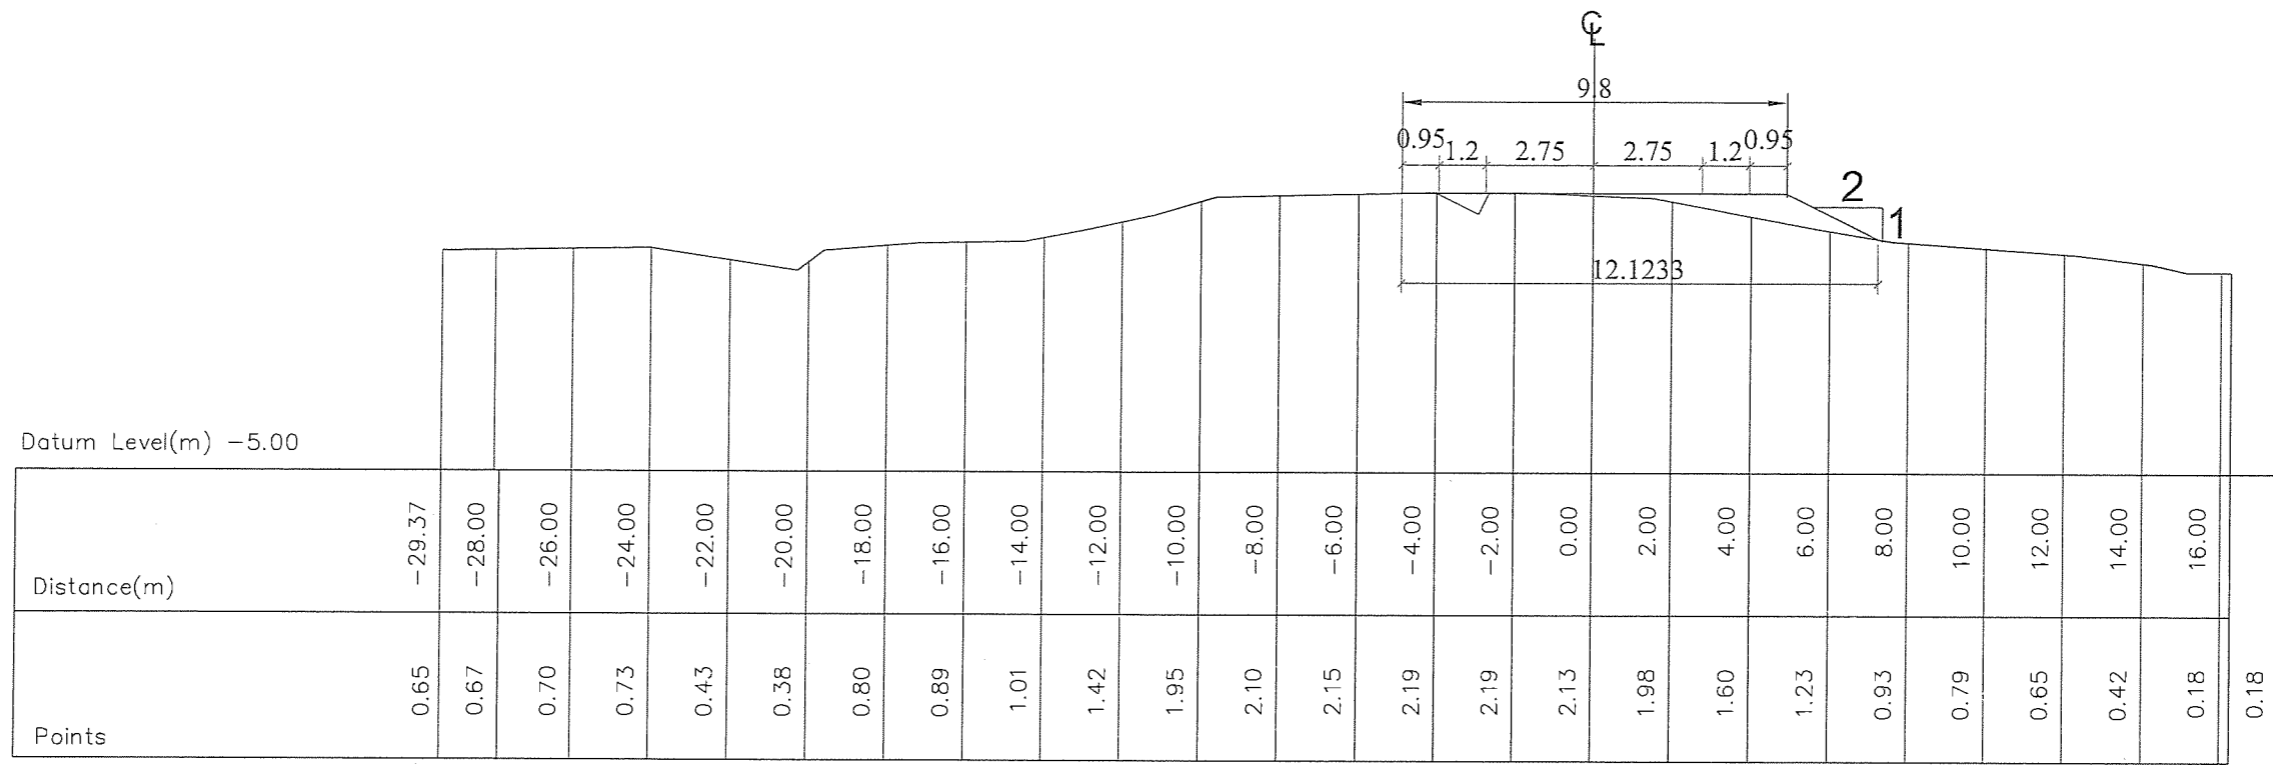 ℄
9.8
0.95 1.2 2.75 2.75 1.2 0.95
2
1
12.1233
Datum Level(m) -5.00
Distance(m) -29.37 -28.00 -26.00 -24.00 -22.00 -20.00 -18.00 -16.00 -14.00 -12.00 -10.00 -8.00 -6.00 -4.00 -2.00 0.00 2.00 4.00 6.00 8.00 10.00 12.00 14.00 16.00
Points 0.65 0.67 0.70 0.73 0.43 0.38 0.80 0.89 1.01 1.42 1.95 2.10 2.15 2.19 2.19 2.13 1.98 1.60 1.23 0.93 0.79 0.65 0.42 0.18 0.18